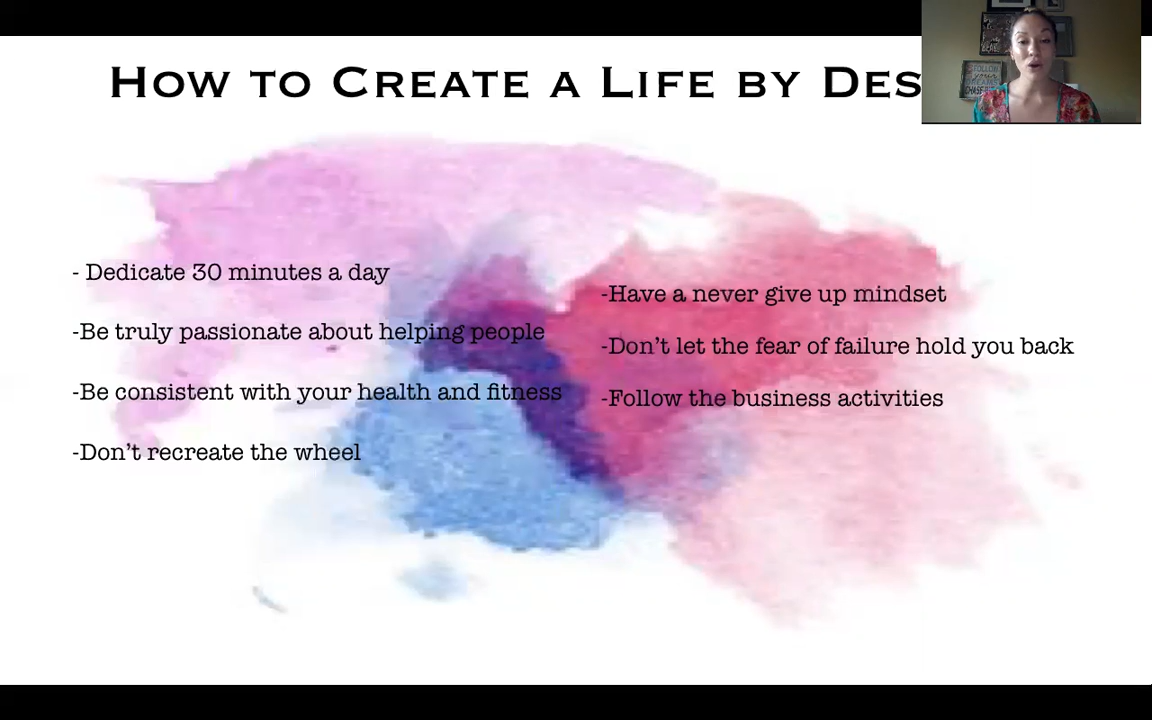 How to Create a Life by Des
- Dedicate 30 minutes a day
-Be truly passionate about helping people
-Be consistent with your health and fitness
-Don't recreate the wheel
-Have a never give up mindset
-Don't let the fear of failure hold you back
-Follow the business activities